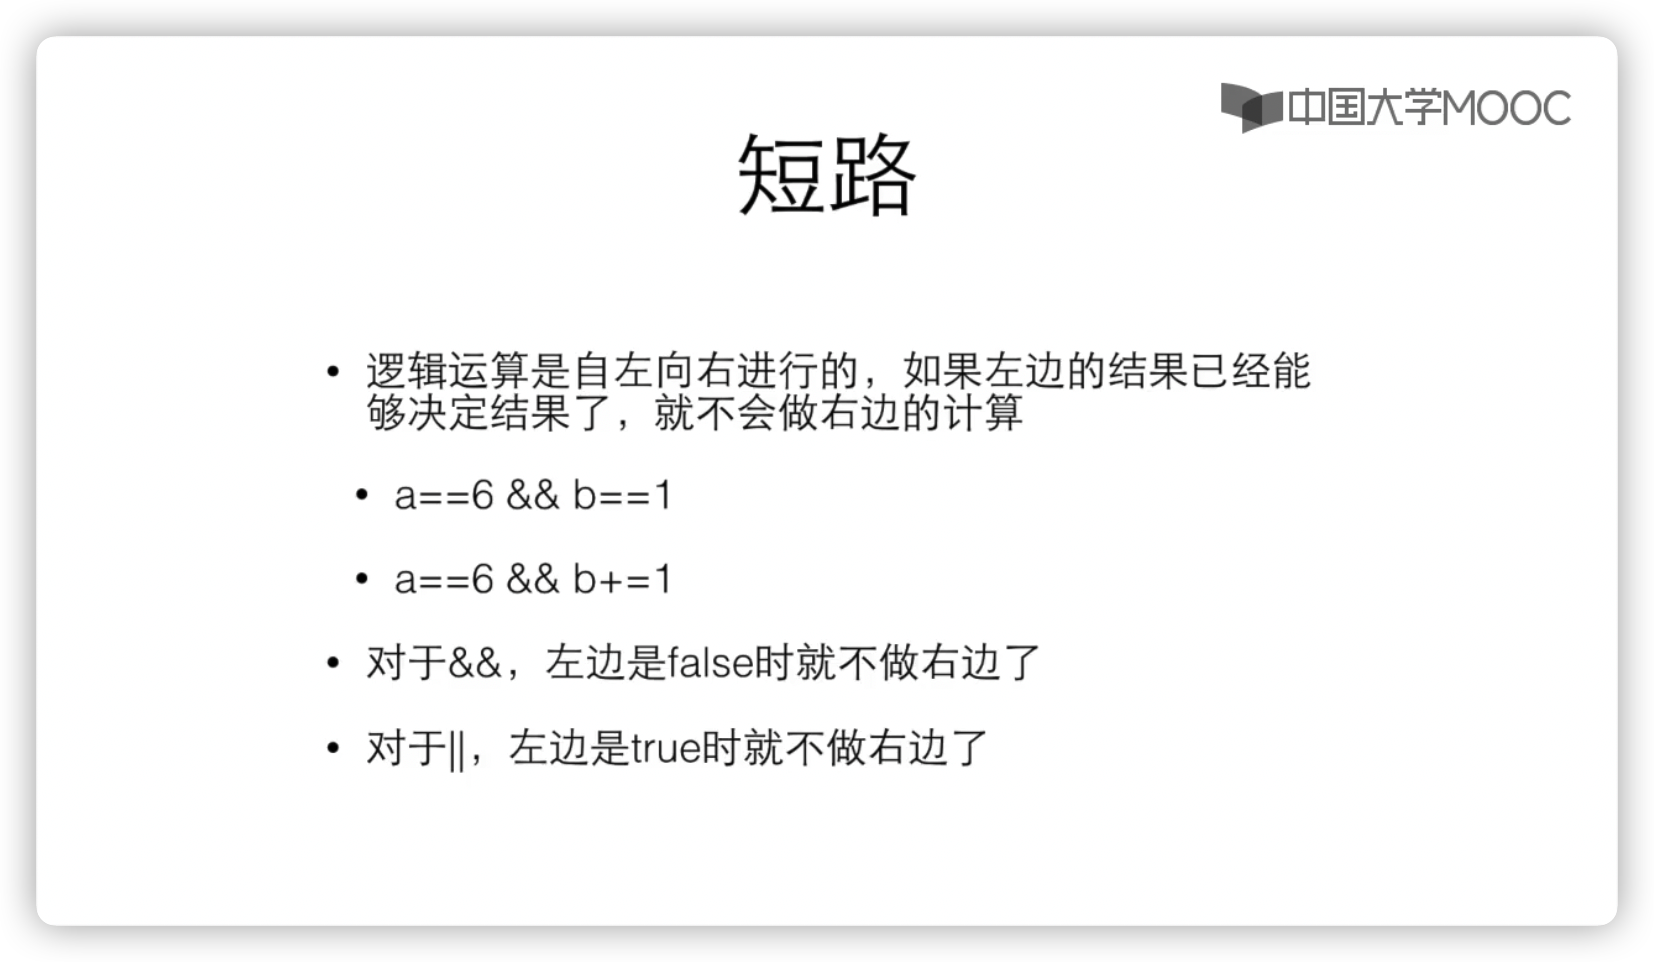 中国大学MOOC
短路
• 逻辑运算是自左向右进行的，如果左边的结果已经能
够决定结果了，就不会做右边的计算
• a==6 && b==1
• a==6 && b+=1
• 对于&&，左边是false时就不做右边了
• 对于||，左边是true时就不做右边了